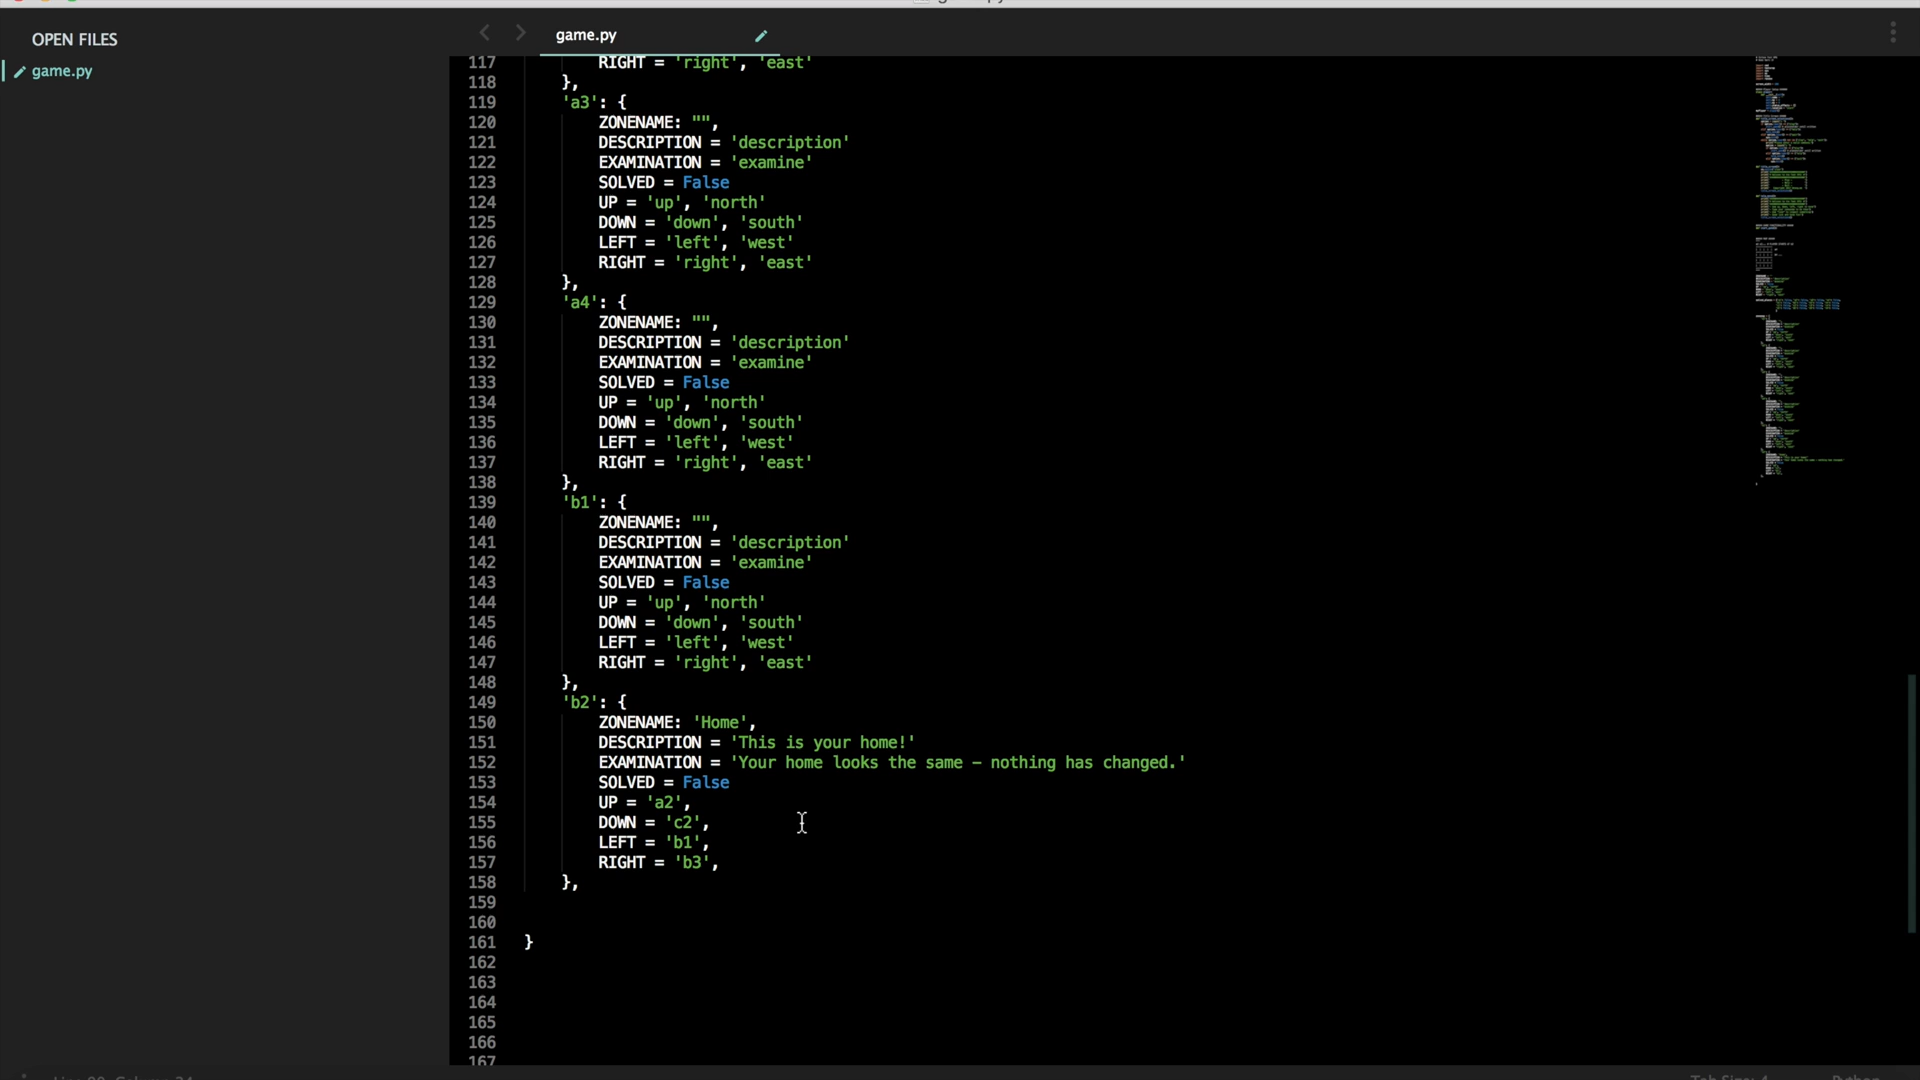 OPEN FILES
game.py
game.py
117 RIGHT = 'right', 'east'
118 },
119 'a3': {
120 ZONENAME: "",
121 DESCRIPTION = 'description'
122 EXAMINATION = 'examine'
123 SOLVED = False
124 UP = 'up', 'north'
125 DOWN = 'down', 'south'
126 LEFT = 'left', 'west'
127 RIGHT = 'right', 'east'
128 },
129 'a4': {
130 ZONENAME: "",
131 DESCRIPTION = 'description'
132 EXAMINATION = 'examine'
133 SOLVED = False
134 UP = 'up', 'north'
135 DOWN = 'down', 'south'
136 LEFT = 'left', 'west'
137 RIGHT = 'right', 'east'
138 },
139 'b1': {
140 ZONENAME: "",
141 DESCRIPTION = 'description'
142 EXAMINATION = 'examine'
143 SOLVED = False
144 UP = 'up', 'north'
145 DOWN = 'down', 'south'
146 LEFT = 'left', 'west'
147 RIGHT = 'right', 'east'
148 },
149 'b2': {
150 ZONENAME: 'Home',
151 DESCRIPTION = 'This is your home!'
152 EXAMINATION = 'Your home looks the same – nothing has changed.'
153 SOLVED = False
154 UP = 'a2',
155 DOWN = 'c2',
156 LEFT = 'b1',
157 RIGHT = 'b3',
158 },
159
160
161 }
162
163
164
165
166
167